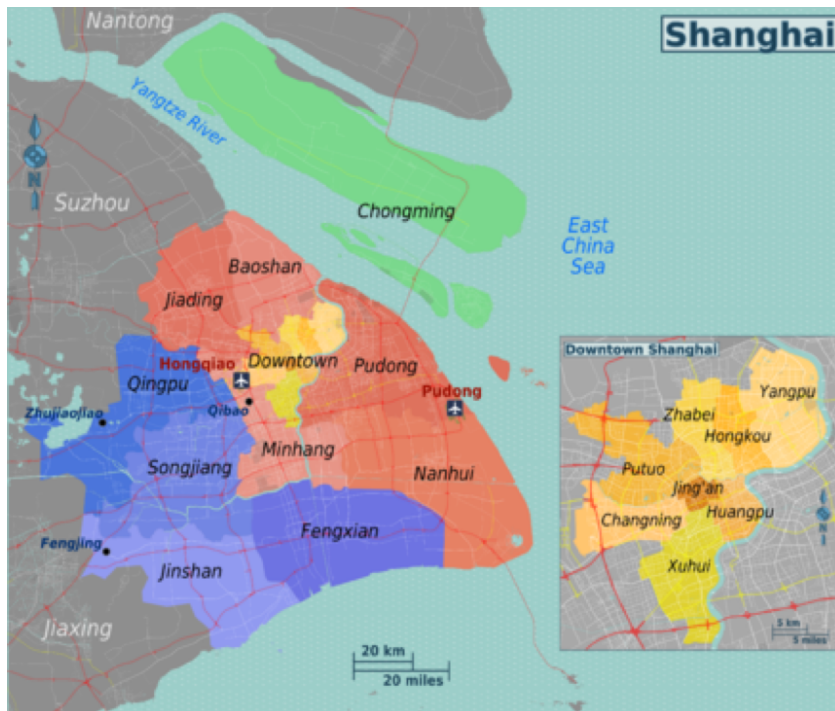 Nantong
Shanghai
Yangtze River
N
Suzhou
Chongming
East
China
Sea
Baoshan
Jiading
Hongqiao
Downtown
Pudong
Qingpu
Pudong
Zhujiaojiao
Qibao
Minhang
Songjiang
Nanhui
Fengxian
Fengjing
Jinshan
Jiaxing
20 km
20 miles
Downtown Shanghai
Yangpu
Zhabei
Hongkou
Putuo
Jing'an
Changning
Huangpu
N
Xuhui
5 km
5 miles